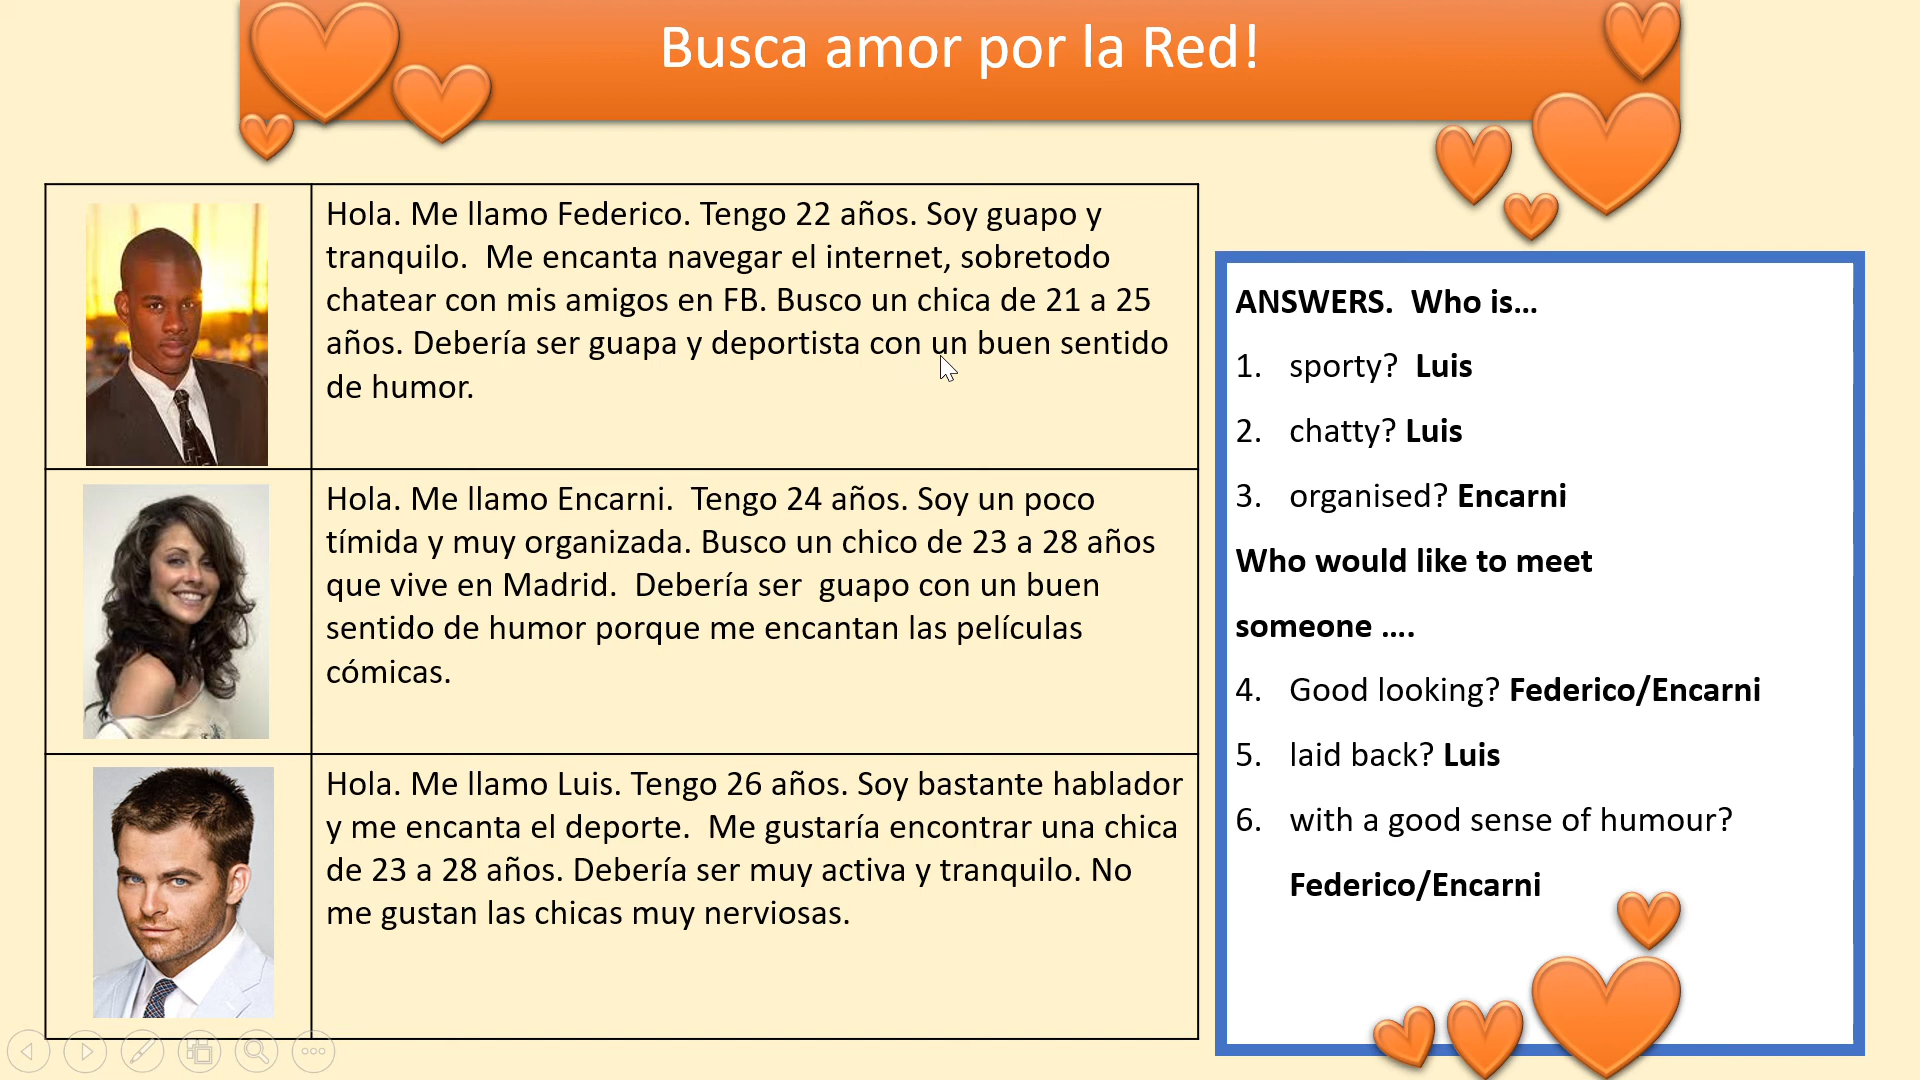 Busca amor por la Red!
Hola. Me llamo Federico. Tengo 22 años. Soy guapo y
tranquilo.  Me encanta navegar el internet, sobretodo
chatear con mis amigos en FB. Busco un chica de 21 a 25
años. Debería ser guapa y deportista con un buen sentido
de humor.
Hola. Me llamo Encarni.  Tengo 24 años. Soy un poco
tímida y muy organizada. Busco un chico de 23 a 28 años
que vive en Madrid.  Debería ser  guapo con un buen
sentido de humor porque me encantan las películas
cómicas.
Hola. Me llamo Luis. Tengo 26 años. Soy bastante hablador
y me encanta el deporte.  Me gustaría encontrar una chica
de 23 a 28 años. Debería ser muy activa y tranquilo. No
me gustan las chicas muy nerviosas.
ANSWERS.  Who is...
1. sporty?  Luis
2. chatty? Luis
3. organised? Encarni
Who would like to meet
someone ....
4. Good looking? Federico/Encarni
5. laid back? Luis
6. with a good sense of humour?
Federico/Encarni